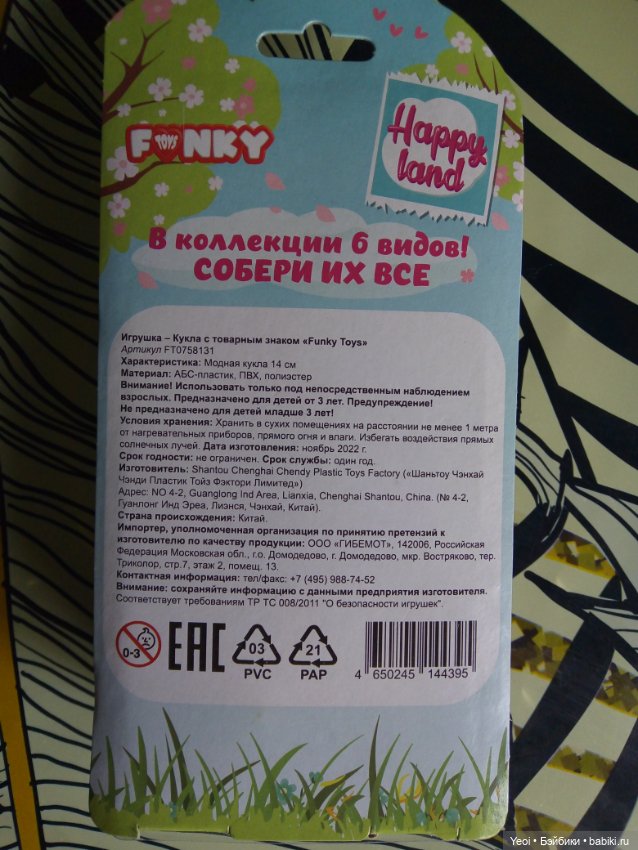 FUNKY
TOYS
Happy
land
В коллекции 6 видов!
СОБЕРИ ИХ ВСЕ
Игрушка – Кукла с товарным знаком «Funky Toys»
Артикул FT0758131
Характеристика: Модная кукла 14 см
Материал: АБС-пластик, ПВХ, полиэстер
Внимание! Использовать только под непосредственным наблюдением
взрослых. Предназначено для детей от 3 лет. Предупреждение!
Не предназначено для детей младше 3 лет!
Условия хранения: Хранить в сухих помещениях на расстоянии не менее 1 метра
от нагревательных приборов, прямого огня и влаги. Избегать воздействия прямых
солнечных лучей. Дата изготовления: ноябрь 2022 г.
Срок годности: не ограничен. Срок службы: один год.
Изготовитель: Shantou Chenghai Chendy Plastic Toys Factory («Шаньтоу Чэнхай
Чэнди Пластик Тойз Фэктори Лимитед»)
Адрес: NO 4-2, Guanglong Ind Area, Lianxia, Chenghai Shantou, China. (№ 4-2,
Гуанлонг Инд Эреа, Лиэнся, Чэнхай, Китай).
Страна происхождения: Китай.
Импортер, уполномоченная организация по принятию претензий к
изготовителю по качеству продукции: ООО «ГИБЕМОТ», 142006, Российская
Федерация Московская обл., г.о. Домодедово, г. Домодедово, мкр. Востряково, тер.
Триколор, стр.7, этаж 2, помещ. 13.
Контактная информация: тел/факс: +7 (495) 988-74-52
Внимание: сохраняйте информацию с данными предприятия изготовителя.
Соответствует требованиям ТР ТС 008/2011 "О безопасности игрушек".
0-3 EAC 03 21
PVC PAP
4 650245 144395
Yeoi • Бэйбики • babiki.ru